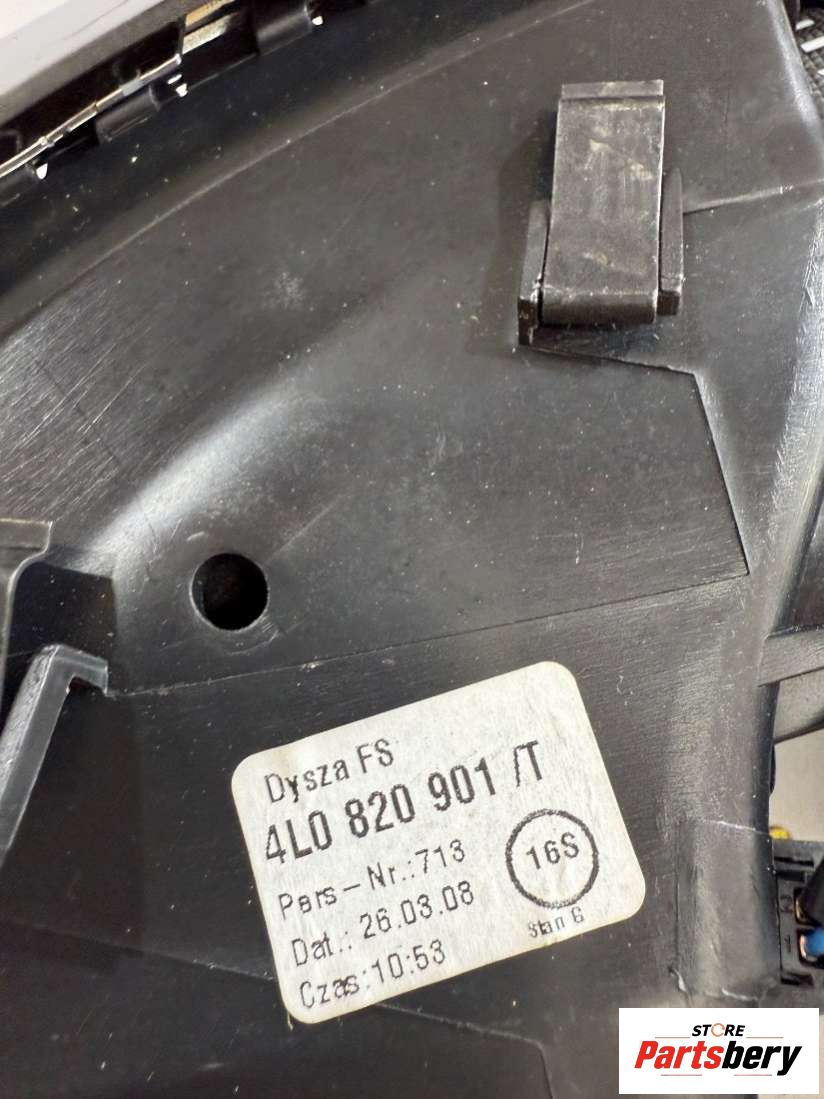 Dysza FS
4L0 820 901 /T
Pers-Nr.:713
16S
Dat.: 26.03.08
Stan 6
Czas:10:53
STORE
Partsbery